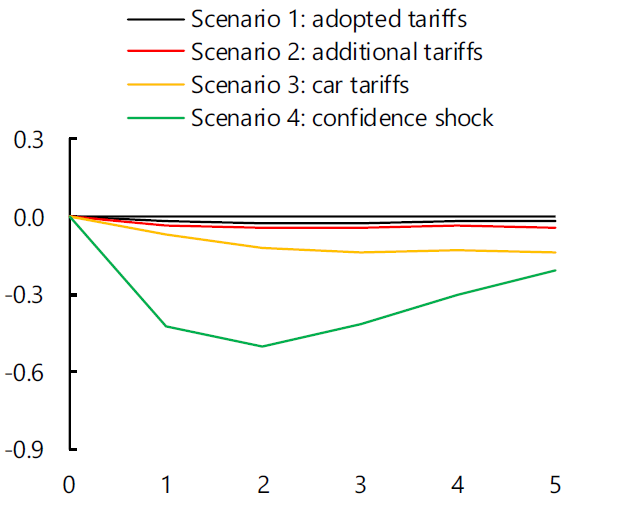 Scenario 1: adopted tariffs
Scenario 2: additional tariffs
Scenario 3: car tariffs
Scenario 4: confidence shock
0.3
0.0
-0.3
-0.6
-0.9
0 1 2 3 4 5